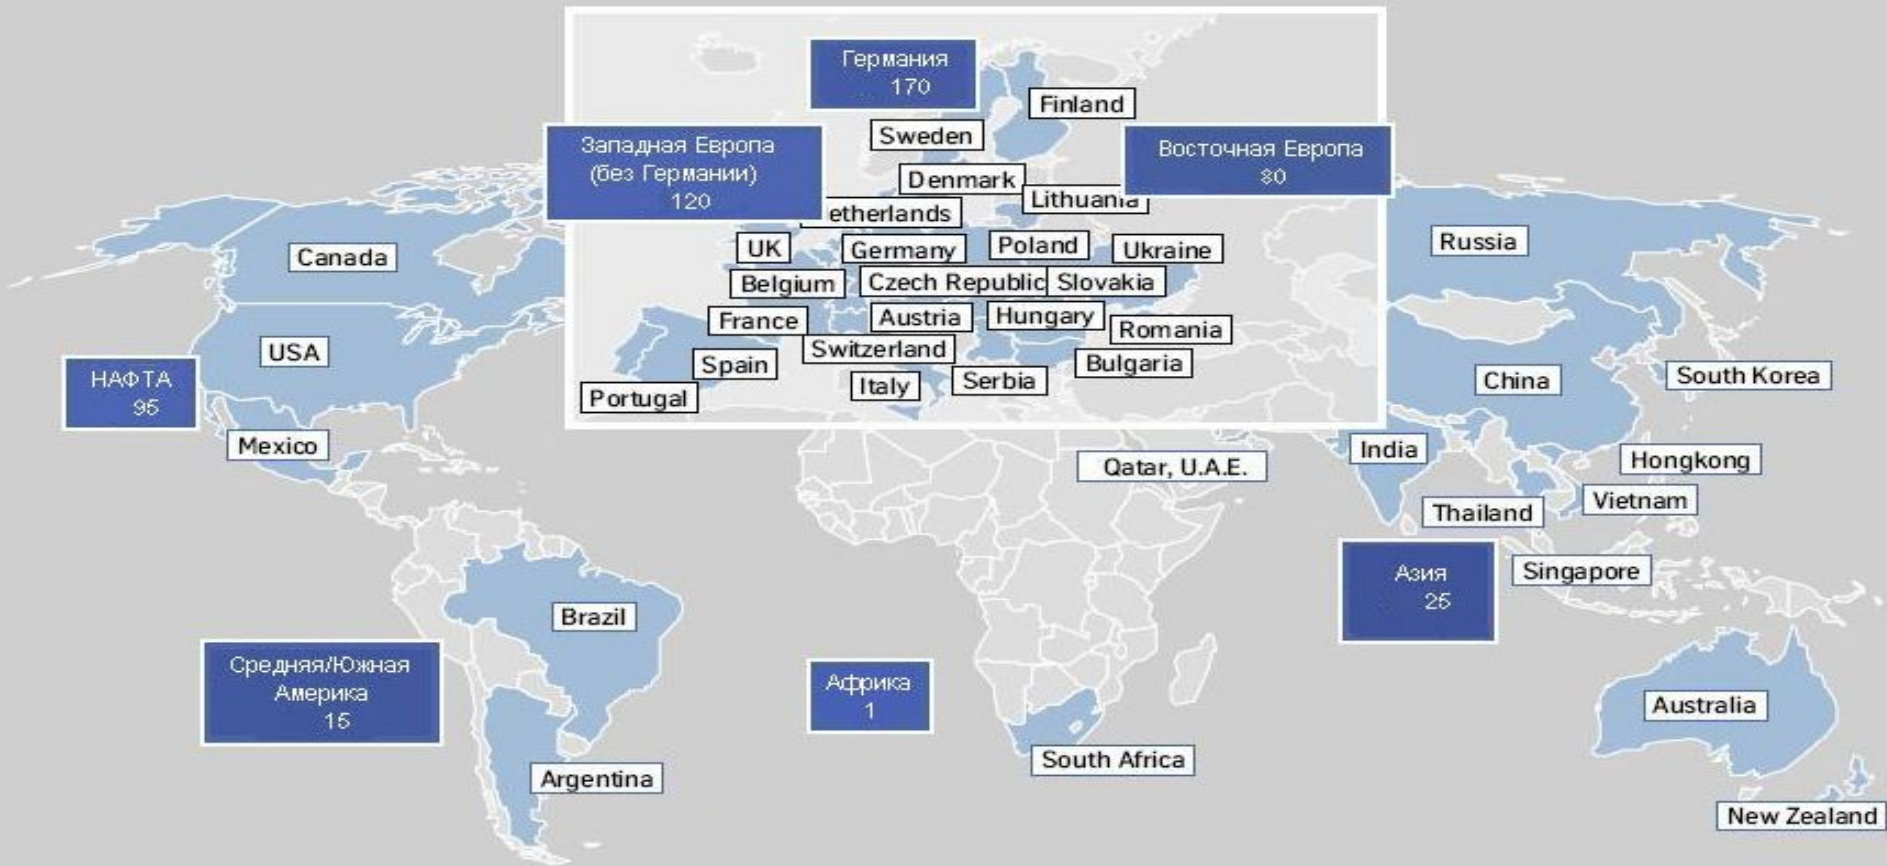 Германия
170
Finland
Западная Европа
(без Германии)
120
Sweden
Восточная Европа
80
Denmark
Lithuania
etherlands
UK
Germany
Poland
Ukraine
Russia
Canada
Belgium
Czech Republic
Slovakia
France
Austria
Hungary
Romania
USA
Switzerland
Spain
Bulgaria
НАФТА
95
Portugal
Italy
Serbia
China
South Korea
Mexico
Qatar, U.A.E.
India
Hongkong
Vietnam
Thailand
Азия
25
Singapore
Brazil
Средняя/Южная
Америка
15
Африка
1
Australia
South Africa
Argentina
New Zealand